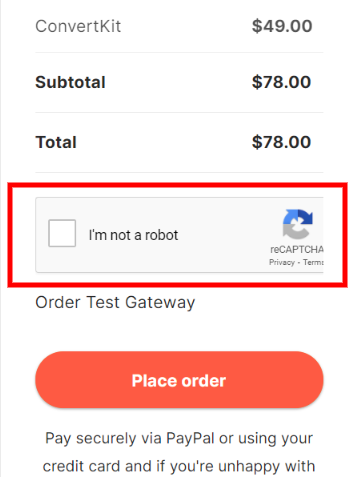 ConvertKit $49.00
Subtotal $78.00
Total $78.00
I'm not a robot
reCAPTCHA
Privacy - Terms
Order Test Gateway
Place order
Pay securely via PayPal or using your
credit card and if you're unhappy with